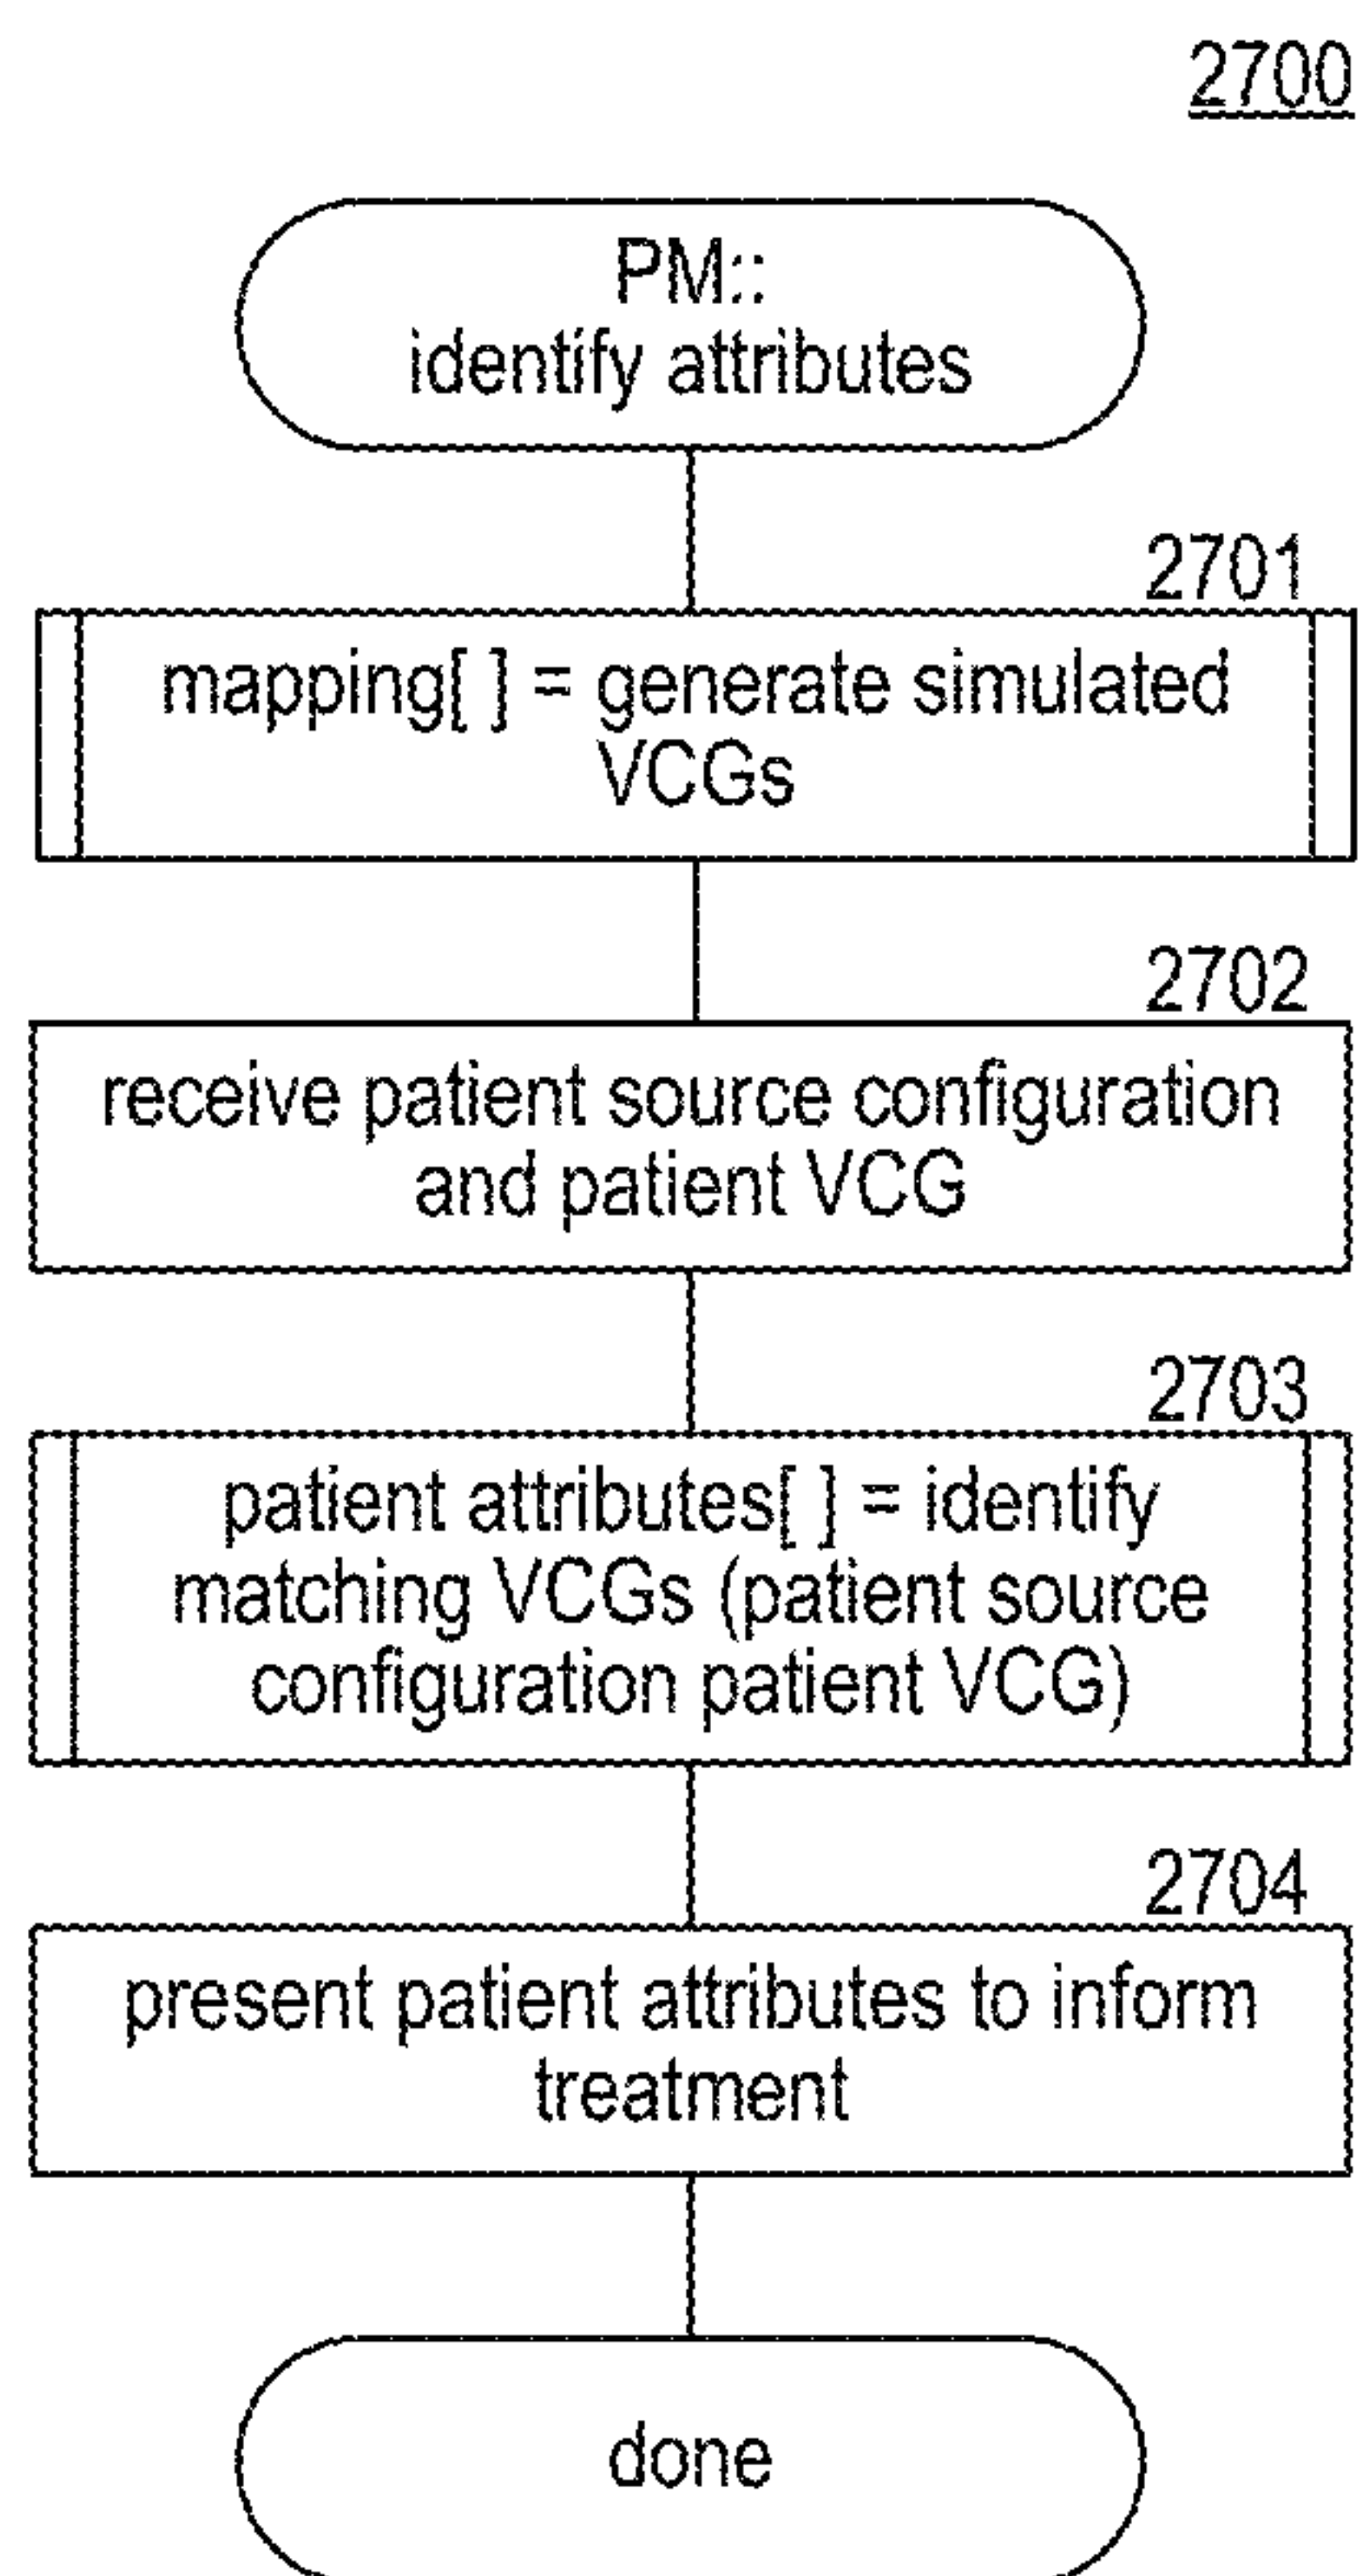 2700
PM::
identify attributes
2701
mapping[ ] = generate simulated
VCGs
2702
receive patient source configuration
and patient VCG
2703
patient attributes[ ] = identify
matching VCGs (patient source
configuration patient VCG)
2704
present patient attributes to inform
treatment
done